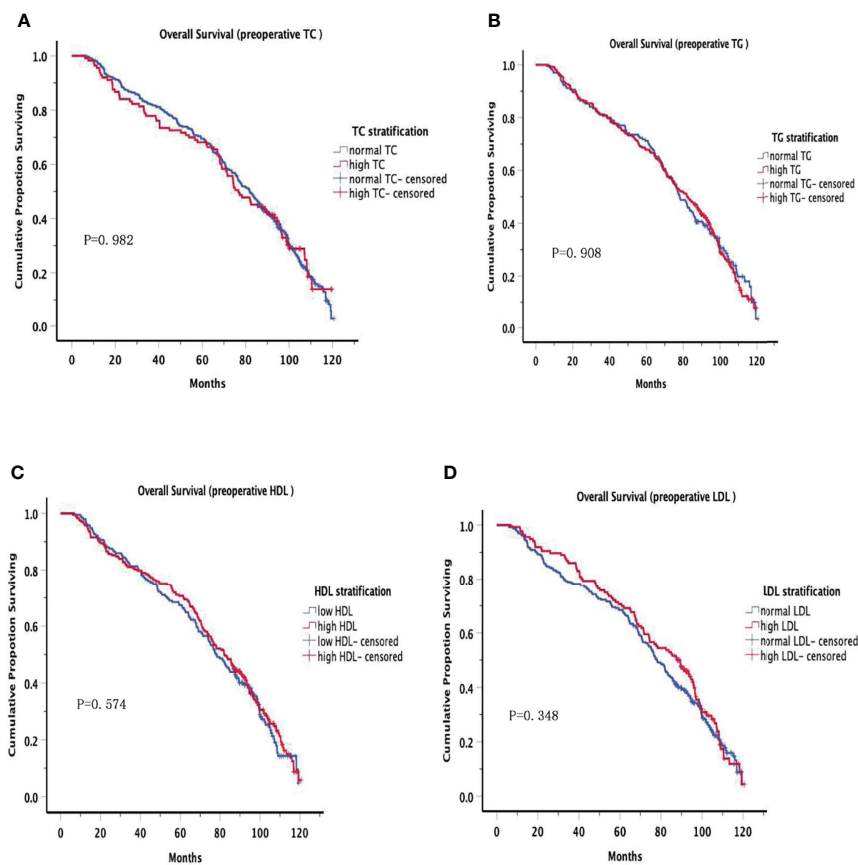 A
Overall Survival (preoperative TC )
Cumulative Propotion Surviving
1.0
0.8
0.6
0.4
0.2
0.0
P=0. 982
TC stratification
normal TC
high TC
normal TC- censored
high TC- censored
0 20 40 60 80 100 120
Months
B
Overall Survival (preoperative TG )
Cumulative Propotion Surviving
1.0
0.8
0.6
0.4
0.2
0.0
P=0. 908
TG stratification
normal TG
high TG
normal TG- censored
high TG- censored
0 20 40 60 80 100 120
Months
C
Overall Survival (preoperative HDL )
Cumulative Propotion Surviving
1.0
0.8
0.6
0.4
0.2
0.0
P=0. 574
HDL stratification
low HDL
high HDL
low HDL- censored
high HDL- censored
0 20 40 60 80 100 120
Months
D
Overall Survival (preoperative LDL )
Cumulative Propotion Surviving
1.0
0.8
0.6
0.4
0.2
0.0
P=0. 348
LDL stratification
normal LDL
high LDL
normal LDL- censored
high LDL- censored
0 20 40 60 80 100 120
Months